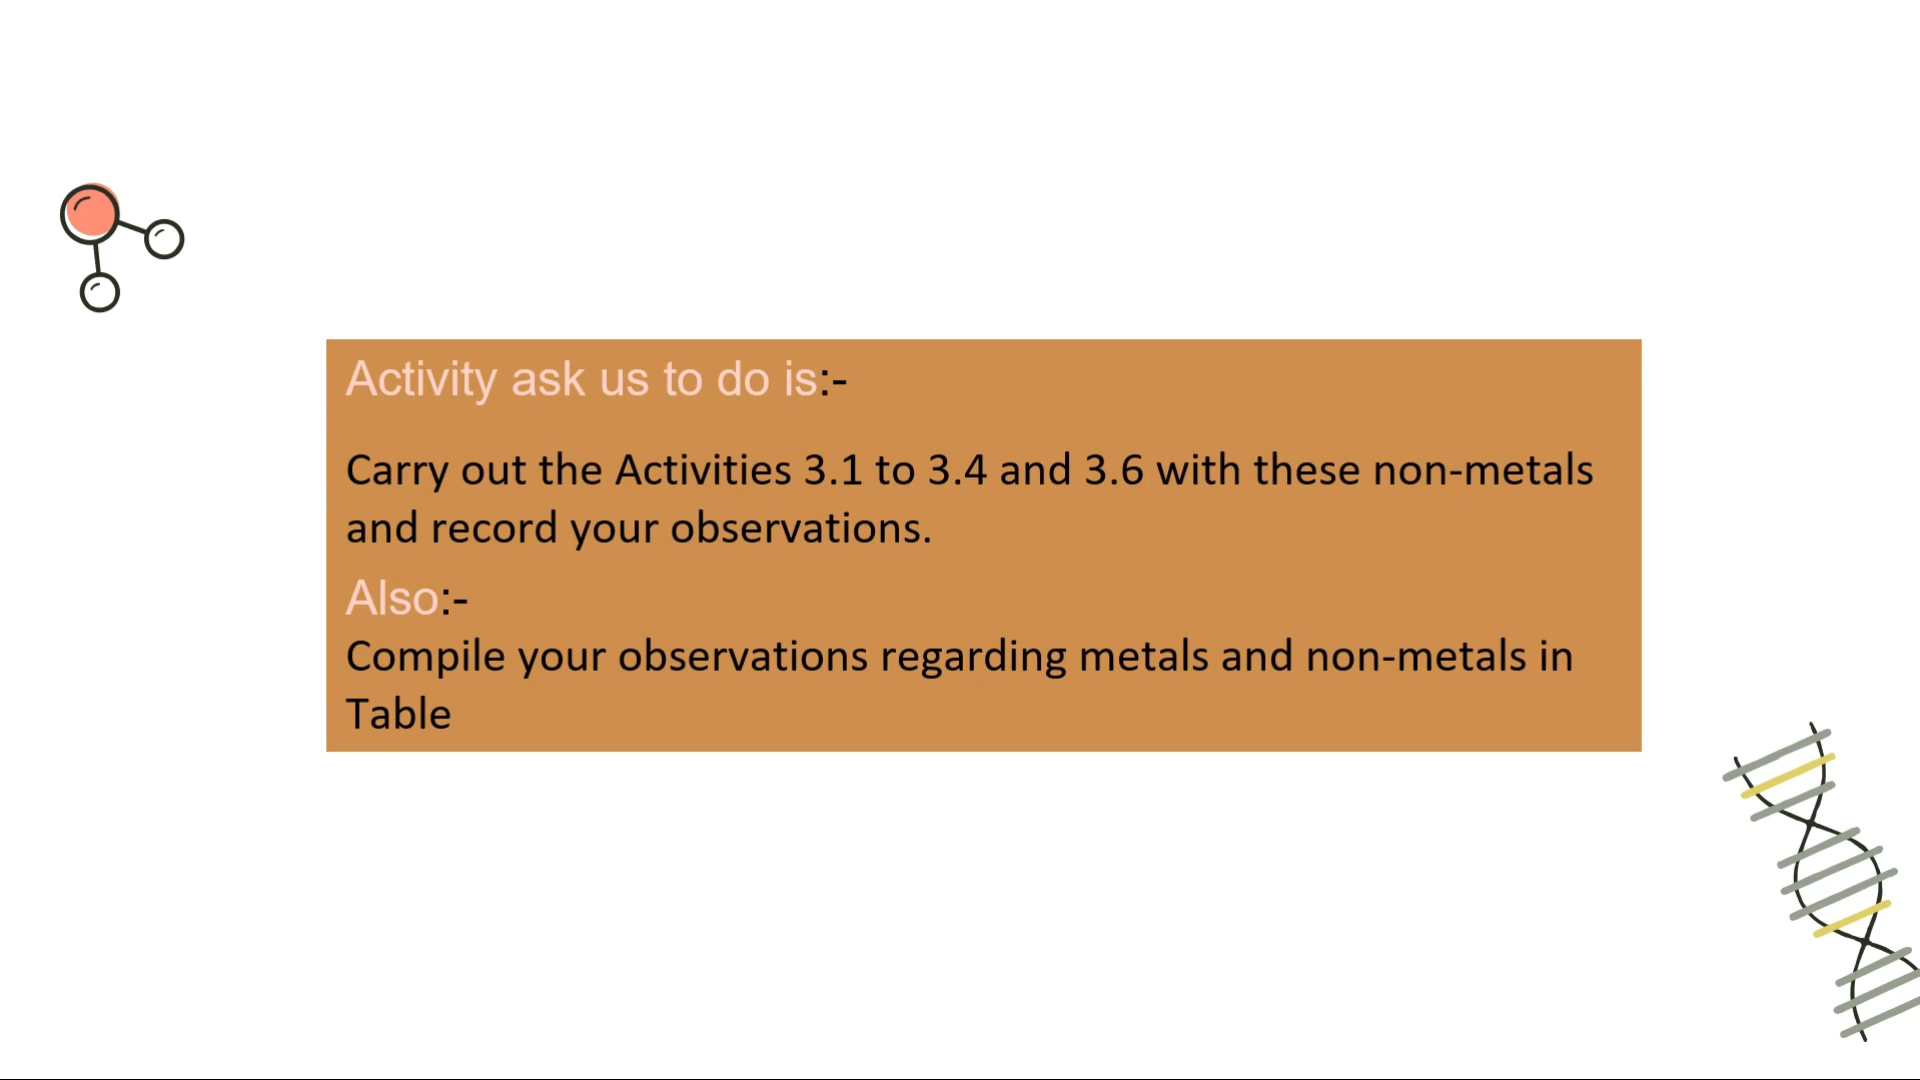 Activity ask us to do is:-
Carry out the Activities 3.1 to 3.4 and 3.6 with these non-metals
and record your observations.
Also:-
Compile your observations regarding metals and non-metals in
Table